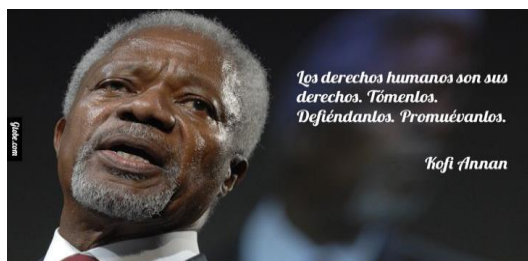 Los derechos humanos son sus
derechos. Tómenlos.
Defiéndanlos. Promuévanlos.
Kofi Annan